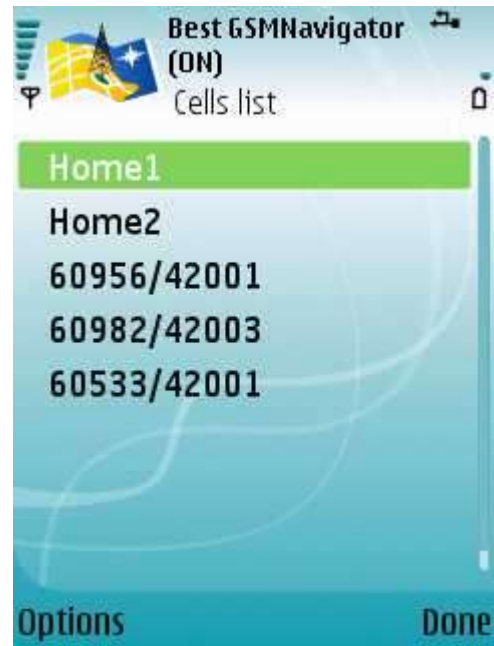 Best GSMNavigator
(ON)
Cells list
Home1
Home2
60956/42001
60982/42003
60533/42001
Options Done